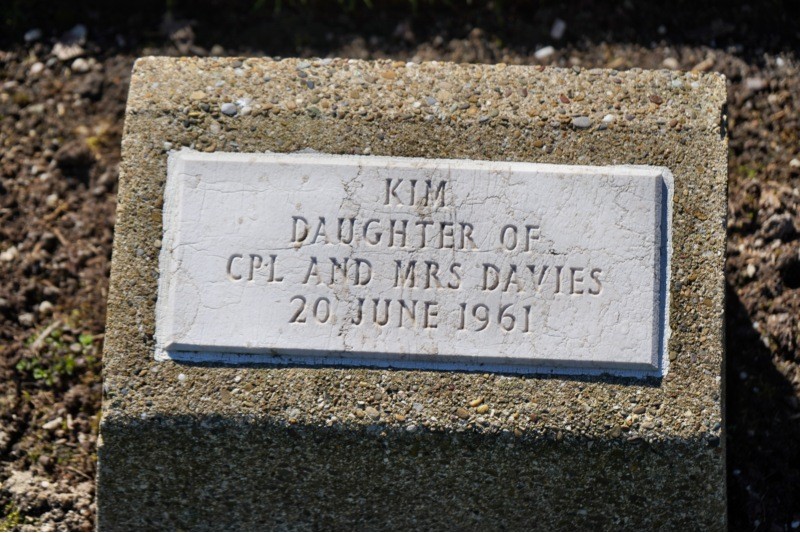 KIM
DAUGHTER OF
CPL AND MRS DAVIES
20 JUNE 1961